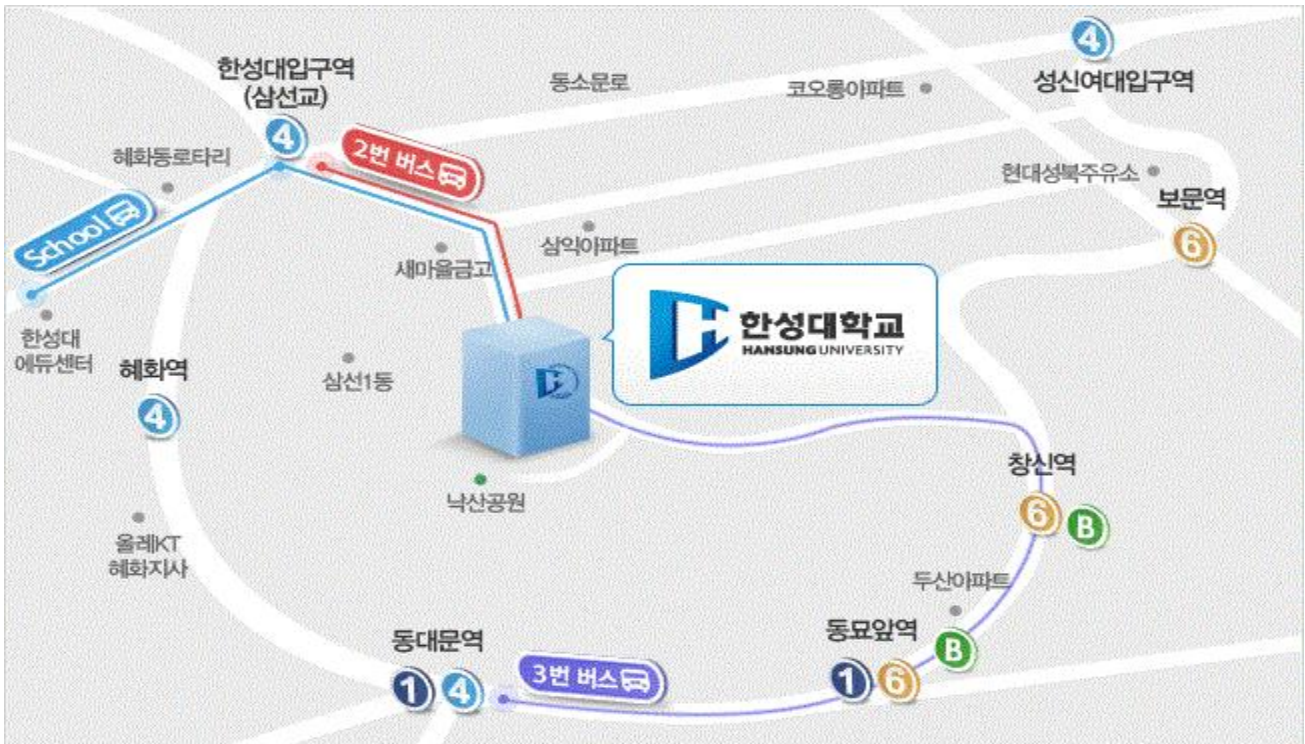 4
한성대입구역
(삼선교)
4
동소문로
코오롱아파트
성신여대입구역
2번 버스
혜화동로타리
현대성북주유소
보문역
6
School
새마을금고
삼익아파트
한성대학교
HANSUNG UNIVERSITY
한성대
에듀센터
혜화역
4
삼선1동
낙산공원
창신역
6
B
올레KT
혜화지사
두산아파트
동대문역
1
4
3번 버스
동묘앞역
1
6
B